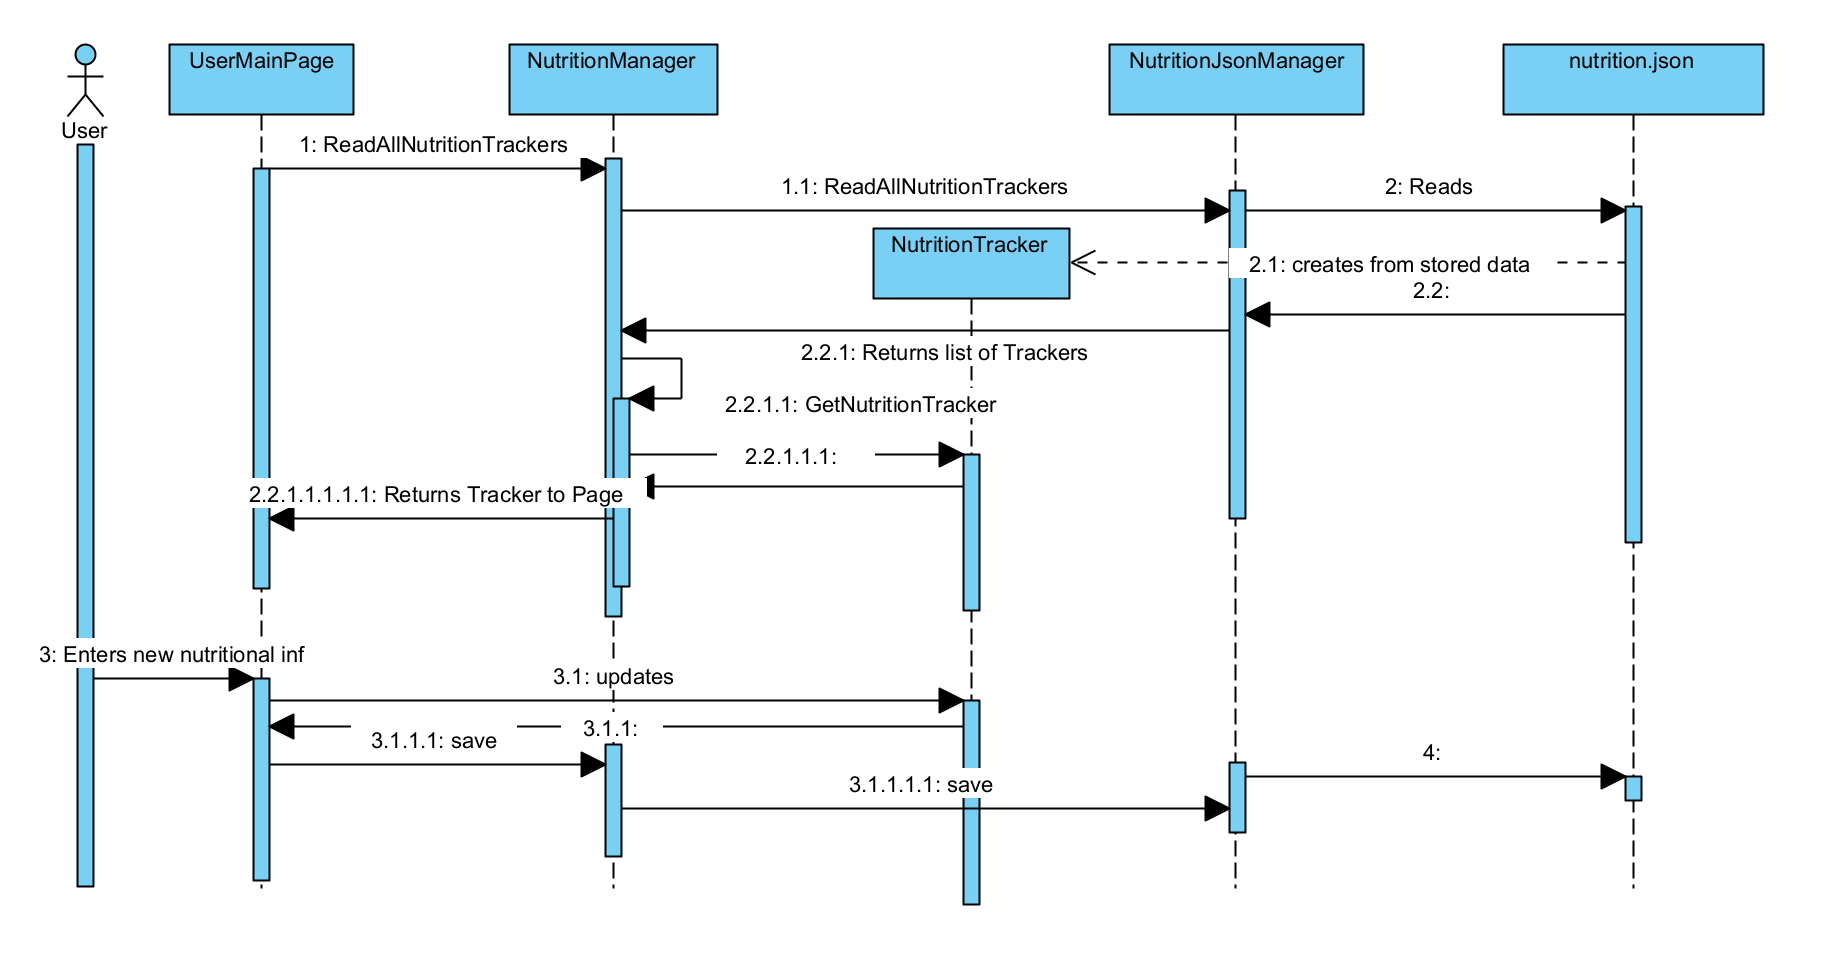 UserMainPage
NutritionManager
NutritionJsonManager
nutrition.json
User
1: ReadAllNutritionTrackers
1.1: ReadAllNutritionTrackers
2: Reads
NutritionTracker
2.1: creates from stored data
2.2:
2.2.1: Returns list of Trackers
2.2.1.1: GetNutritionTracker
2.2.1.1.1:
2.2.1.1.1.1.1: Returns Tracker to Page
3: Enters new nutritional inf
3.1: updates
3.1.1:
3.1.1.1: save
4:
3.1.1.1.1: save